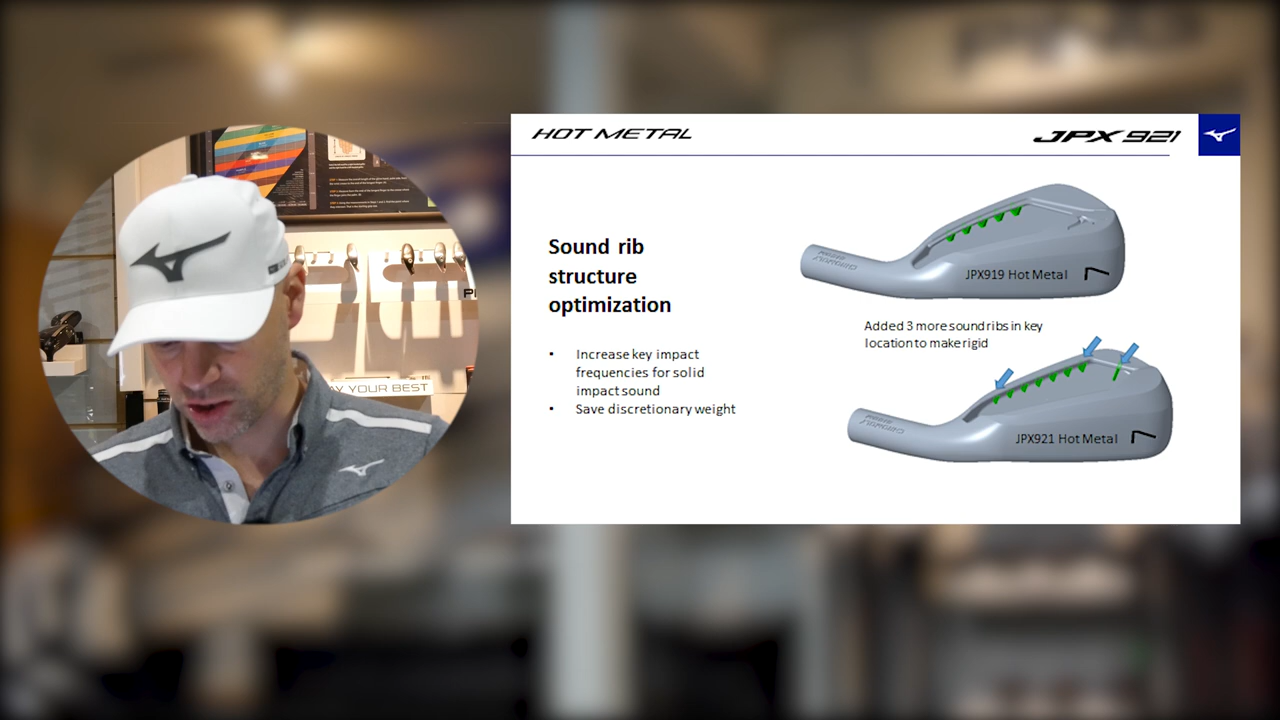 HOT METAL
JPX 921
Sound rib
structure
optimization
• Increase key impact
frequencies for solid
impact sound
• Save discretionary weight
JPX919 Hot Metal
7
Added 3 more sound ribs in key
location to make rigid
JPX921 Hot Metal
7
Y YOUR BEST